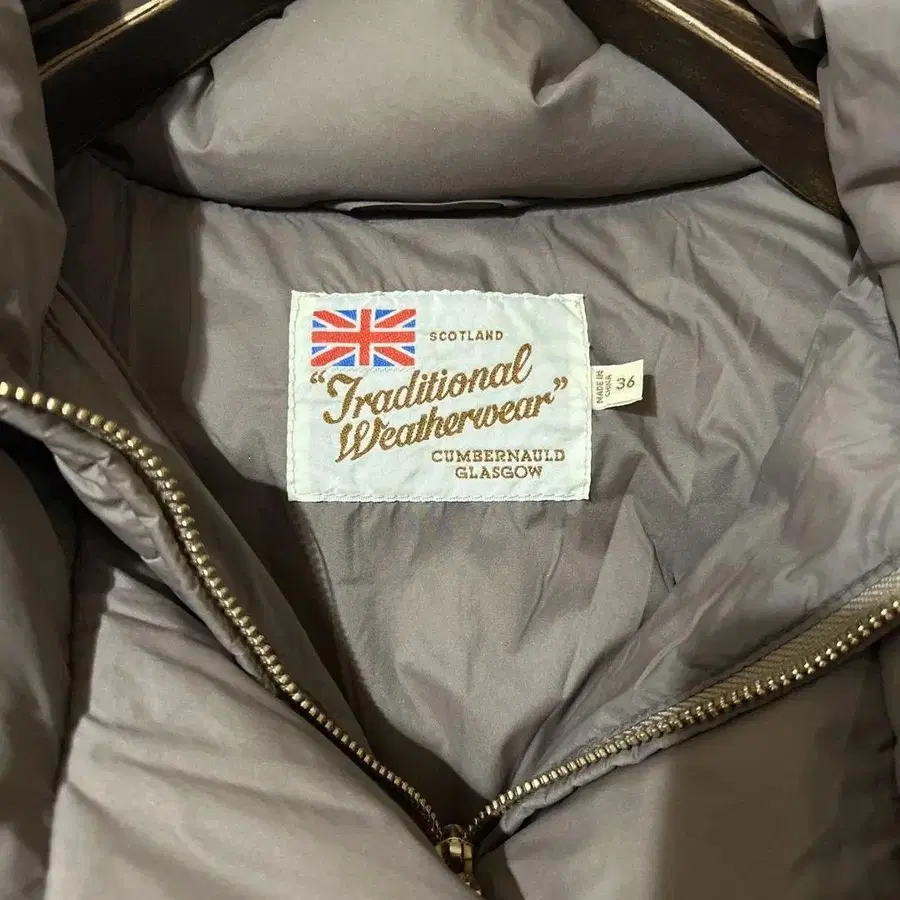 SCOTLAND
"Traditional
Weatherwear"
CUMBERNAULD
GLASGOW
MADE IN
CHINA
36